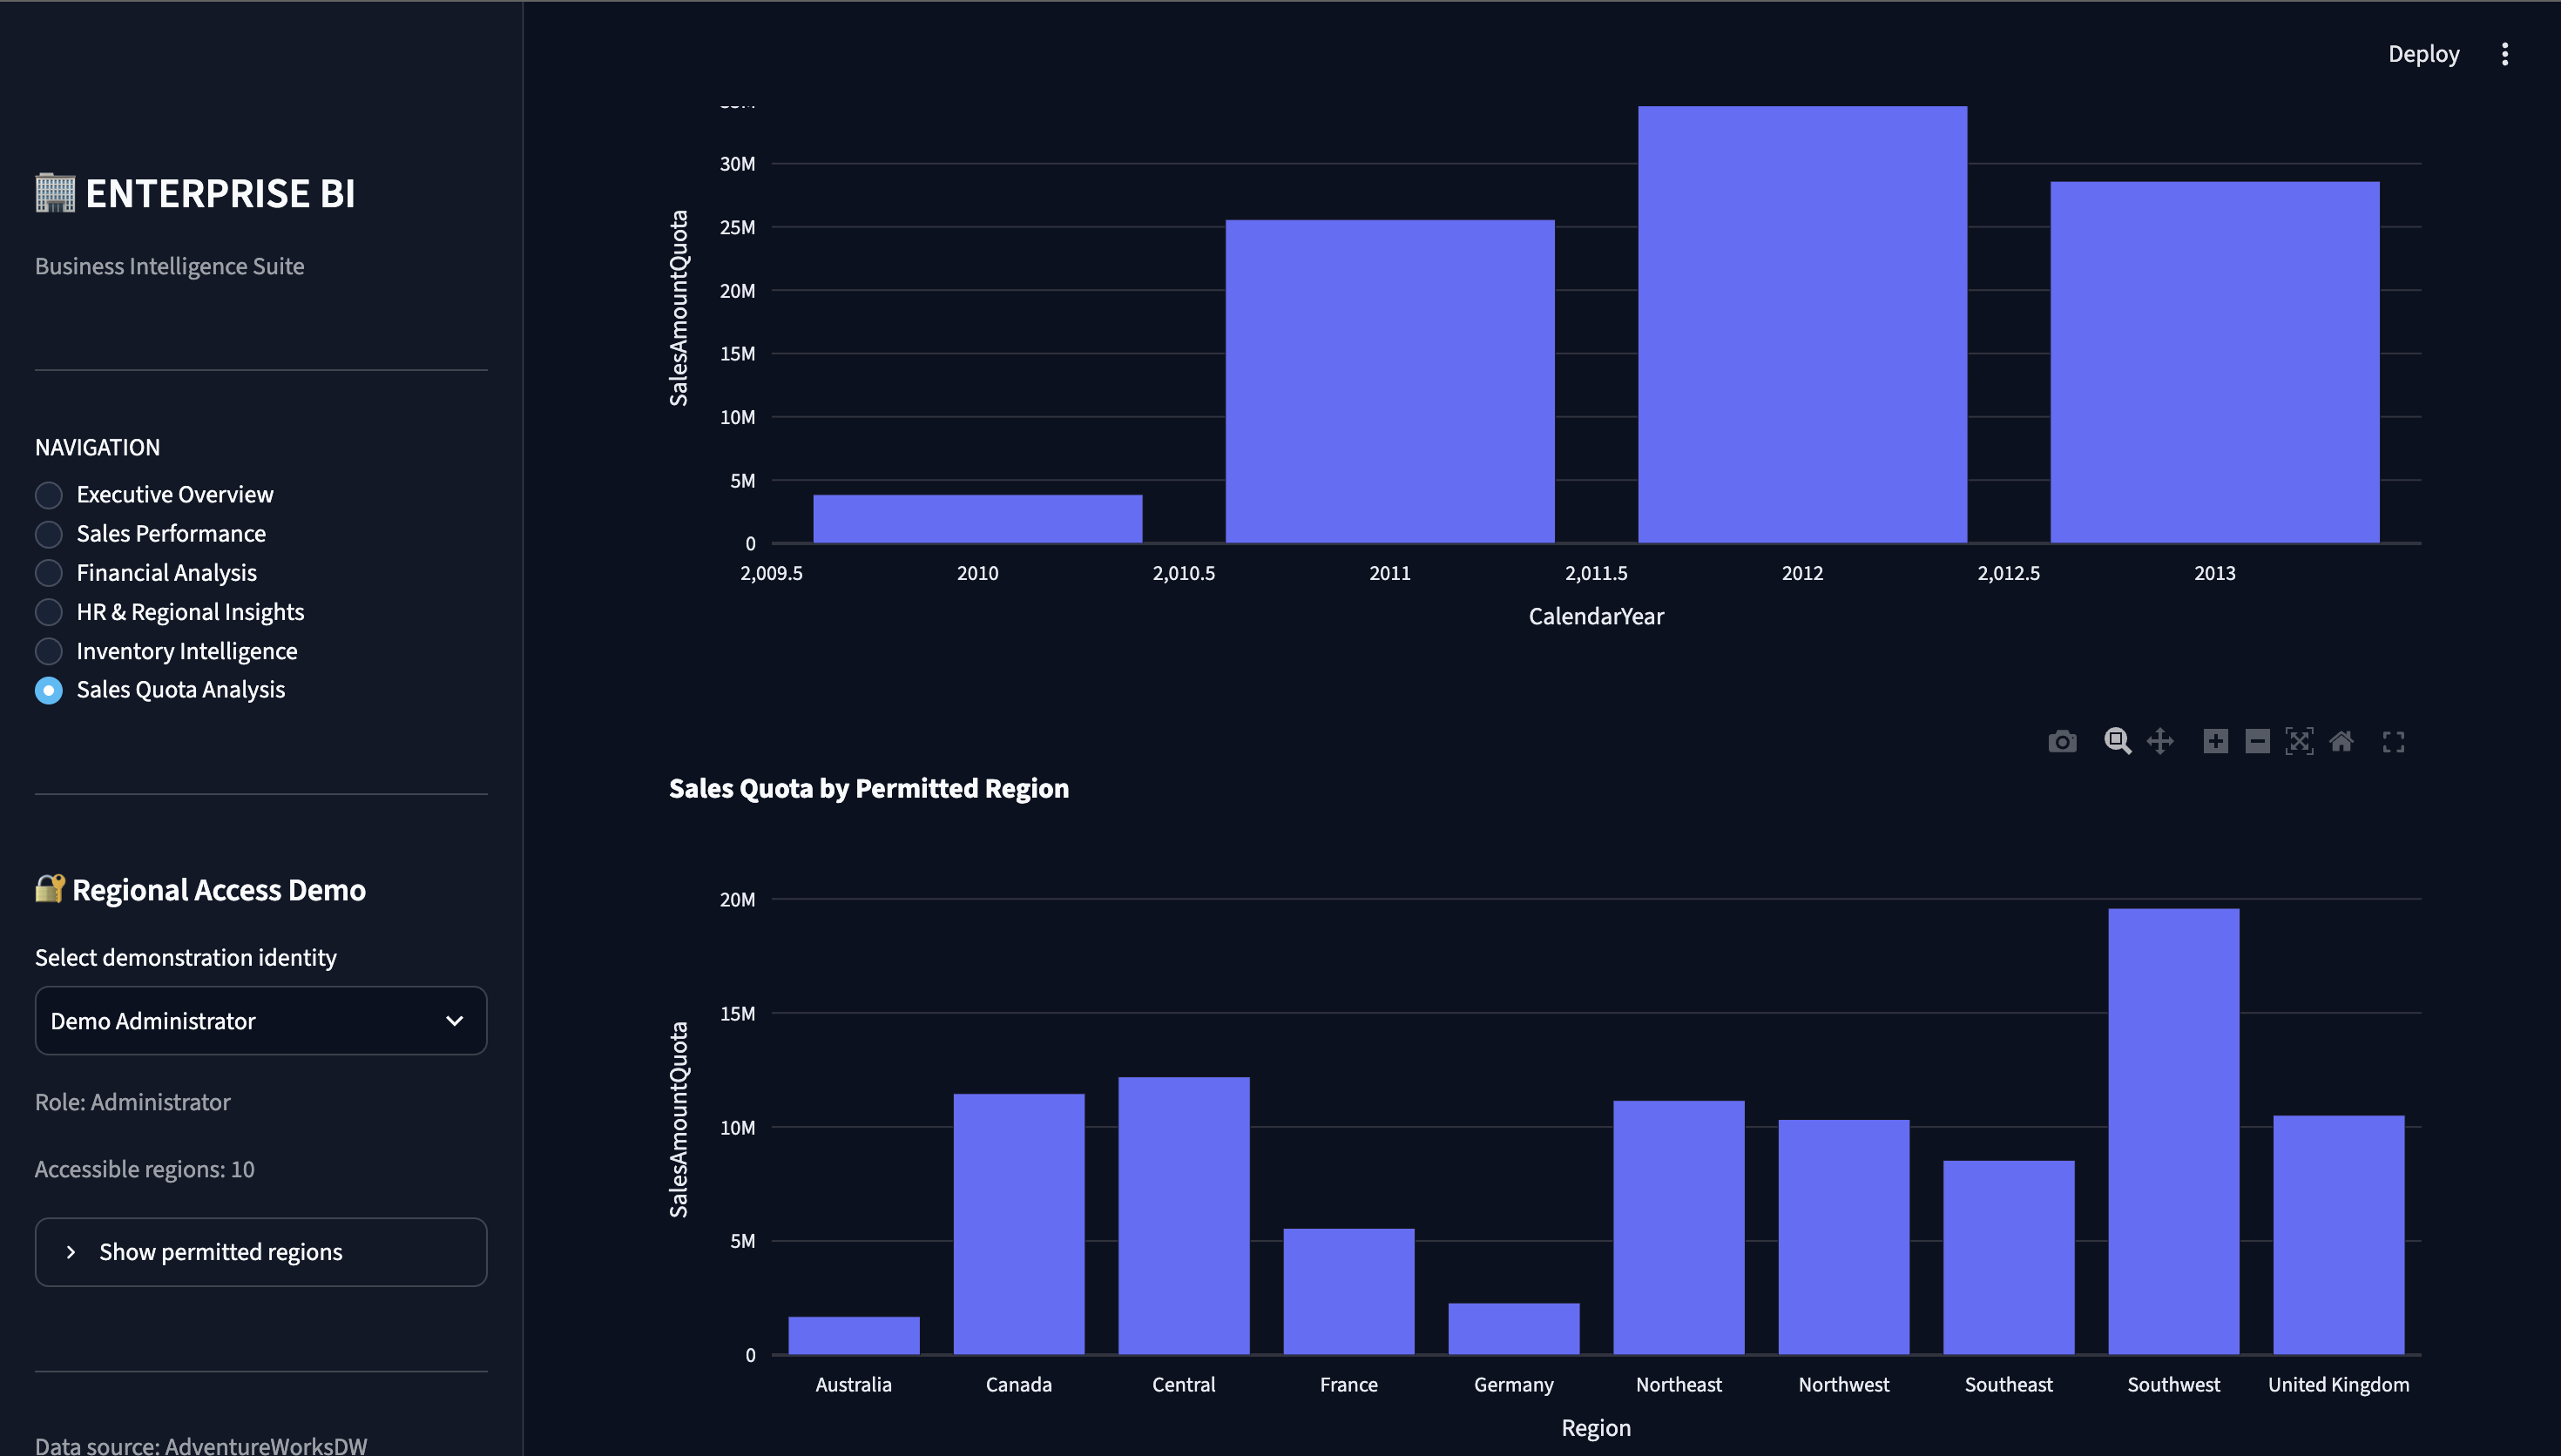 Deploy
ENTERPRISE BI
Business Intelligence Suite
NAVIGATION
Executive Overview
Sales Performance
Financial Analysis
HR & Regional Insights
Inventory Intelligence
Sales Quota Analysis
Regional Access Demo
Select demonstration identity
Demo Administrator
Role: Administrator
Accessible regions: 10
Show permitted regions
Data source: AdventureWorksDW
30M
25M
20M
15M
10M
5M
0
SalesAmountQuota
2,009.5 2010 2,010.5 2011 2,011.5 2012 2,012.5 2013
CalendarYear
Sales Quota by Permitted Region
20M
15M
10M
5M
0
SalesAmountQuota
Australia Canada Central France Germany Northeast Northwest Southeast Southwest United Kingdom
Region